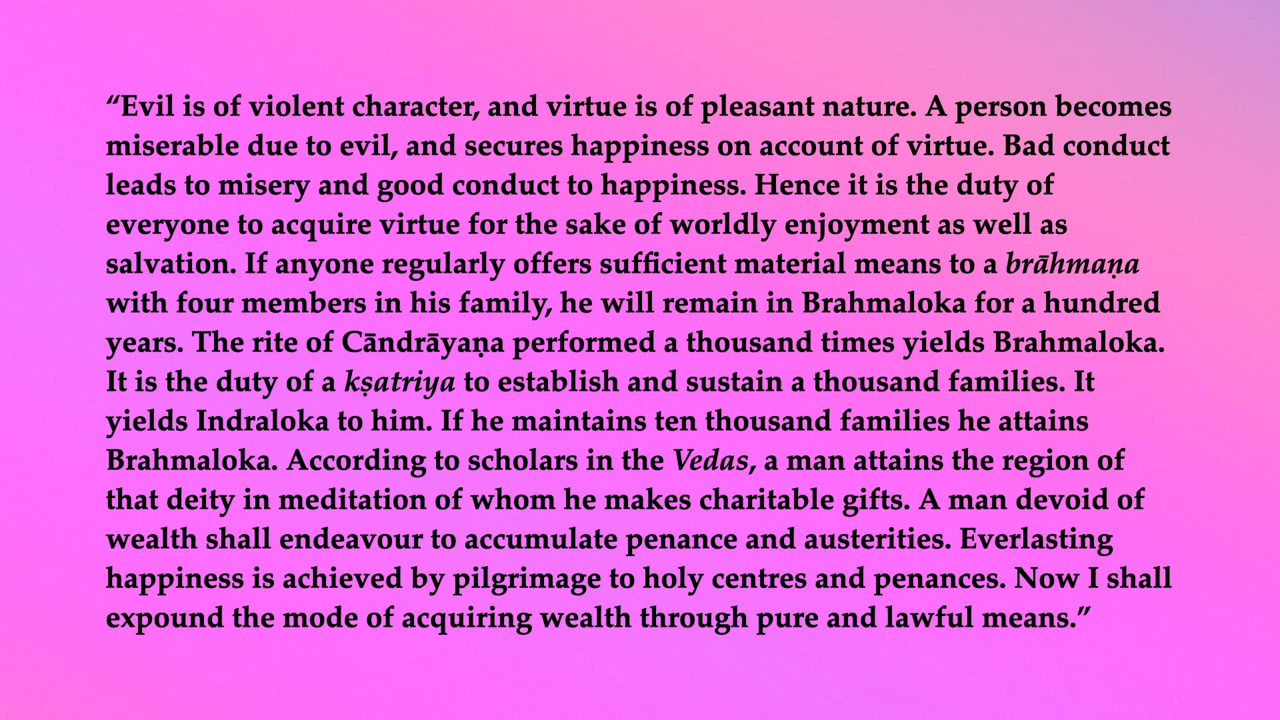 “Evil is of violent character, and virtue is of pleasant nature. A person becomes
miserable due to evil, and secures happiness on account of virtue. Bad conduct
leads to misery and good conduct to happiness. Hence it is the duty of
everyone to acquire virtue for the sake of worldly enjoyment as well as
salvation. If anyone regularly offers sufficient material means to a brāhmaṇa
with four members in his family, he will remain in Brahmaloka for a hundred
years. The rite of Cāndrāyaṇa performed a thousand times yields Brahmaloka.
It is the duty of a kṣatriya to establish and sustain a thousand families. It
yields Indraloka to him. If he maintains ten thousand families he attains
Brahmaloka. According to scholars in the Vedas, a man attains the region of
that deity in meditation of whom he makes charitable gifts. A man devoid of
wealth shall endeavour to accumulate penance and austerities. Everlasting
happiness is achieved by pilgrimage to holy centres and penances. Now I shall
expound the mode of acquiring wealth through pure and lawful means.”